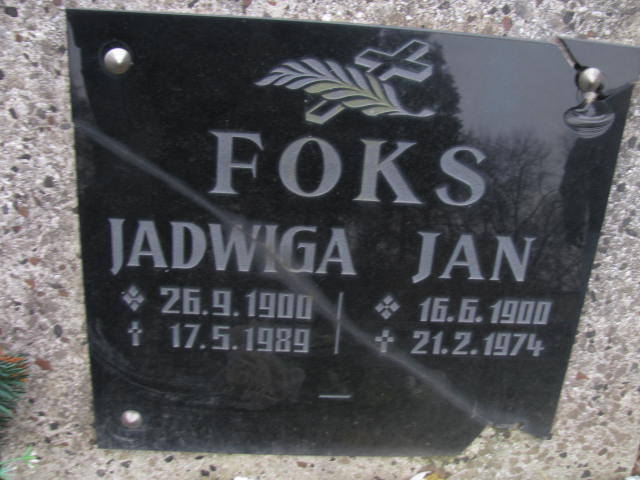 FOKS
JADWIGA JAN
26.9.1900 16.6.1900
✝ 17.5.1989 ✝ 21.2.1974